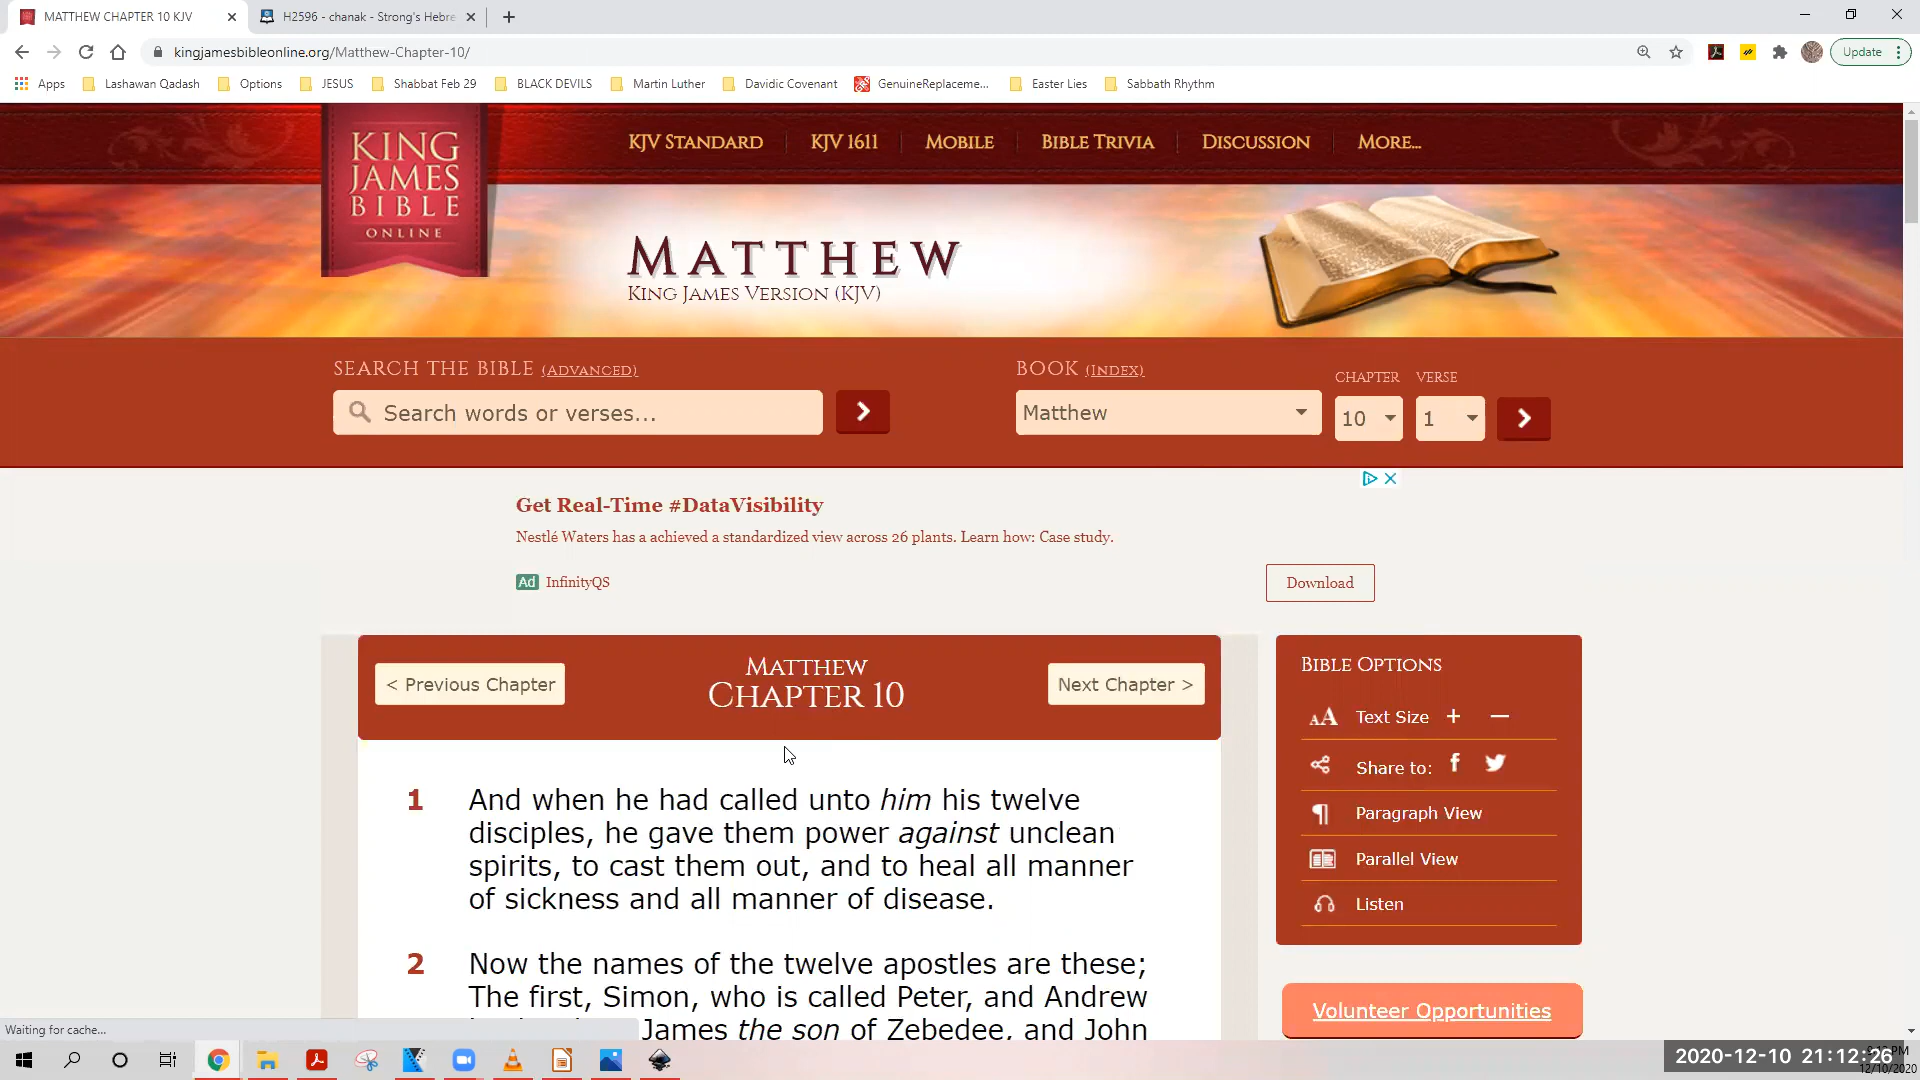 MATTHEW CHAPTER 10 KJV
H2596 - chanak - Strong's Hebre
kingjamesbibleonline.org/Matthew-Chapter-10/
Update
Apps
Lashawan Qadash
Options
JESUS
Shabbat Feb 29
BLACK DEVILS
Martin Luther
Davidic Covenant
GenuineReplaceme...
Easter Lies
Sabbath Rhythm
KING
JAMES
BIBLE
ONLINE
KJV STANDARD
KJV 1611
MOBILE
BIBLE TRIVIA
DISCUSSION
MORE...
MATTHEW
KING JAMES VERSION (KJV)
SEARCH THE BIBLE (ADVANCED)
BOOK (INDEX)
CHAPTER
VERSE
Search words or verses...
Matthew
10
1
Get Real-Time #DataVisibility
Nestlé Waters has a achieved a standardized view across 26 plants. Learn how: Case study.
Ad InfinityQS
Download
< Previous Chapter
MATTHEW
CHAPTER 10
Next Chapter >
1 And when he had called unto him his twelve
disciples, he gave them power against unclean
spirits, to cast them out, and to heal all manner
of sickness and all manner of disease.
2 Now the names of the twelve apostles are these;
The first, Simon, who is called Peter, and Andrew
James the son of Zebedee, and John
BIBLE OPTIONS
AA Text Size + −
Share to:
Paragraph View
Parallel View
Listen
Volunteer Opportunities
Waiting for cache...
2020-12-10 21:12:26
12/10/2020